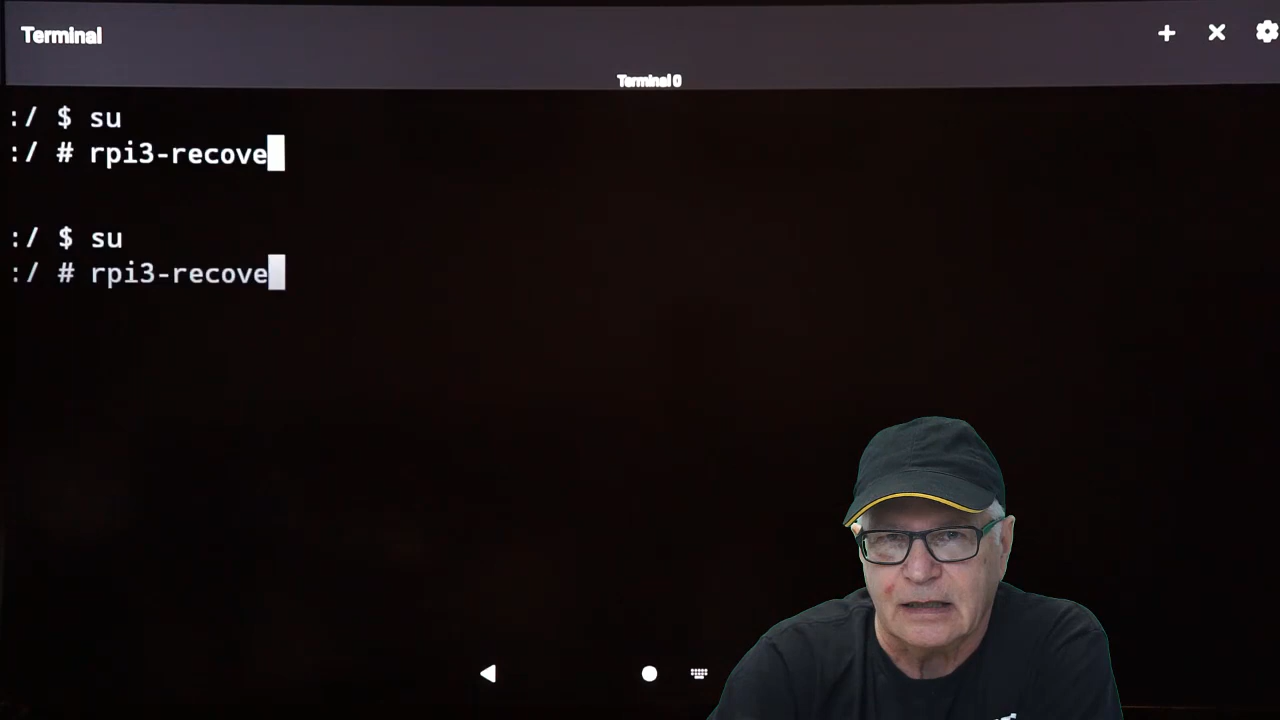 Terminal
Terminal 0
:/ $ su
:/ # rpi3-recove
:/ $ su
:/ # rpi3-recove